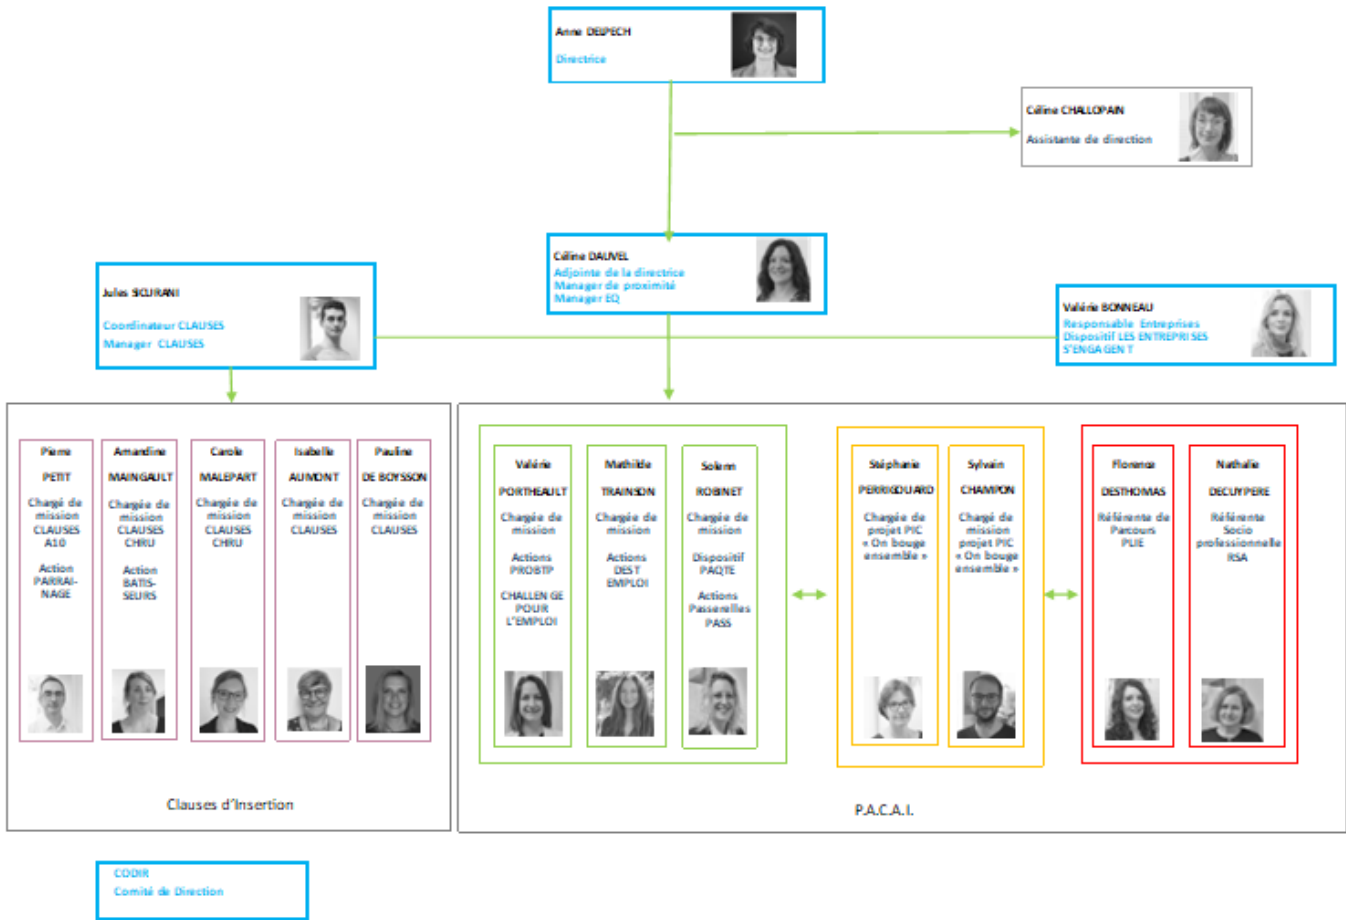 Anne DELPECH
Directrice
Céline CHALLOPAIN
Assistante de direction
Céline DAUVEL
Adjointe de la directrice
Manager de proximité
Manager EQ
Jules SICURANI
Coordinateur CLAUSES
Manager CLAUSES
Valérie BONNEAU
Responsable Entreprises
Dispositif LES ENTREPRISES
S'ENGAGENT
Pierre
PETIT
Chargé de
mission
CLAUSES
A10
Action
PARRAI-
NAGE
Amandine
MAINGAULT
Chargée de
mission
CLAUSES
CHRU
Action
BATIS-
SEURS
Carole
MALEPART
Chargée de
mission
CLAUSES
CHRU
Isabelle
AUMONT
Chargée de
mission
CLAUSES
Pauline
DE BOYSSON
Chargée de
mission
CLAUSES
Clauses d'Insertion
Valérie
PORTHEAULT
Chargée de
mission
Actions
PROBTP
CHALLENGE
POUR
L'EMPLOI
Mathilde
TRAINSON
Chargée de
mission
Actions
DEST
EMPLOI
Solenn
ROBINET
Chargée de
mission
Dispositif
PAQTE
Actions
Passerelles
PASS
Stéphanie
PERRIGOUARD
Chargée de
projet PIC
« On bouge
ensemble »
Sylvain
CHAMPON
Chargé de
mission
projet PIC
« On bouge
ensemble »
Florence
DESTHOMAS
Référente de
Parcours
PLIE
Nathalie
DECUYPERE
Référente
Socio
professionnelle
RSA
P.A.C.A.I.
CODIR
Comité de Direction